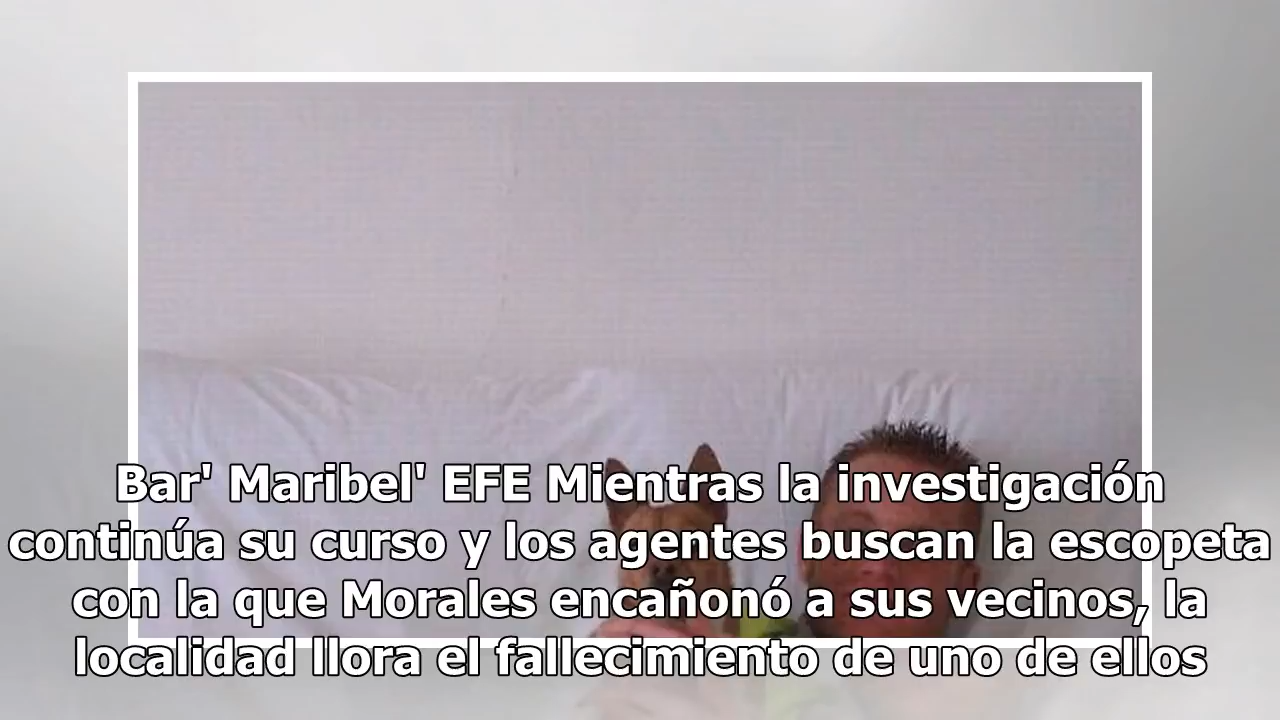 Bar' Maribel' EFE Mientras la investigación
continúa su curso y los agentes buscan la escopeta
con la que Morales encañonó a sus vecinos, la
localidad llora el fallecimiento de uno de ellos